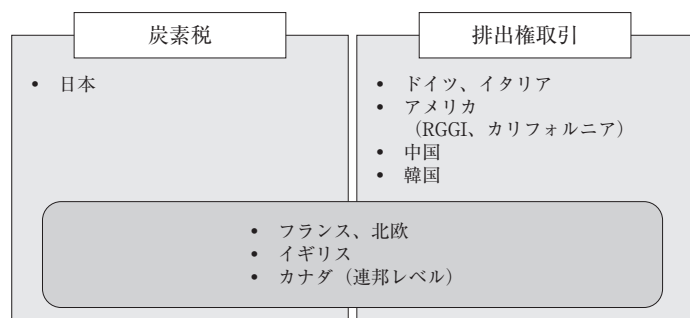 炭素税
• 日本
排出権取引
• ドイツ、イタリア
• アメリカ
（RGGI、カリフォルニア）
• 中国
• 韓国
• フランス、北欧
• イギリス
• カナダ（連邦レベル）